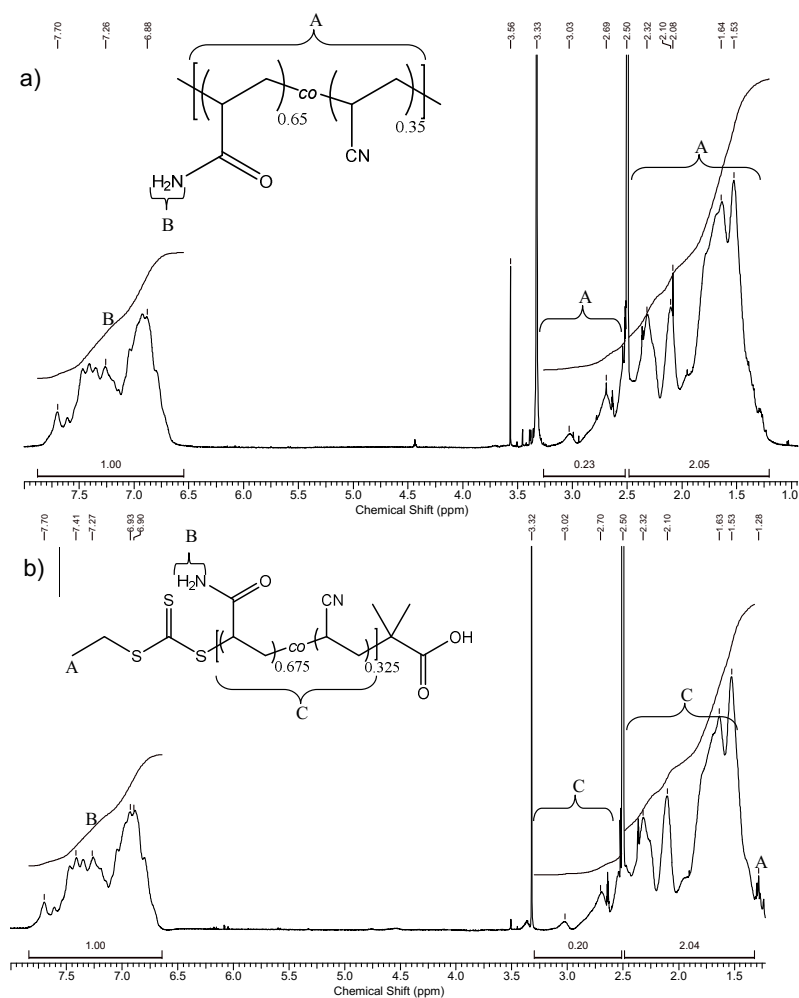 7.70 7.26 6.88 3.56 3.33 3.03 2.69 2.50 2.32 2.10 2.08 1.64 1.53
a)
A
co
0.65
0.35
CN
H₂N
O
B
A
A
B
1.00 0.23 2.05
7.5 7.0 6.5 6.0 5.5 5.0 4.5 4.0 3.5 3.0 2.5 2.0 1.5 1.0
Chemical Shift (ppm)
7.70 7.41 7.27 6.93 6.90 3.32 3.02 2.70 2.50 2.32 2.10 1.63 1.53 1.28
b)
B
H₂N
O
CN
S
co
OH
A
S
S
0.675
0.325
O
C
C
C
B
A
1.00 0.20 2.04
7.5 7.0 6.5 6.0 5.5 5.0 4.5 4.0 3.5 3.0 2.5 2.0 1.5
Chemical Shift (ppm)